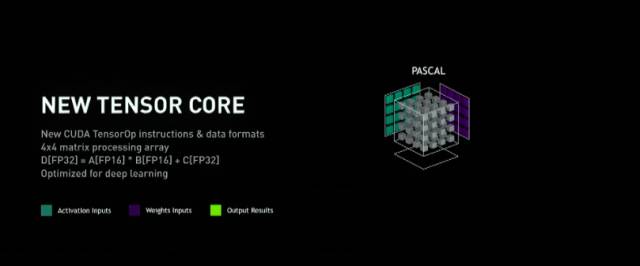 PASCAL
NEW TENSOR CORE
New CUDA TensorOp instructions & data formats
4x4 matrix processing array
D[FP32] = A[FP16] * B[FP16] + C[FP32]
Optimized for deep learning
Activation Inputs
Weights Inputs
Output Results